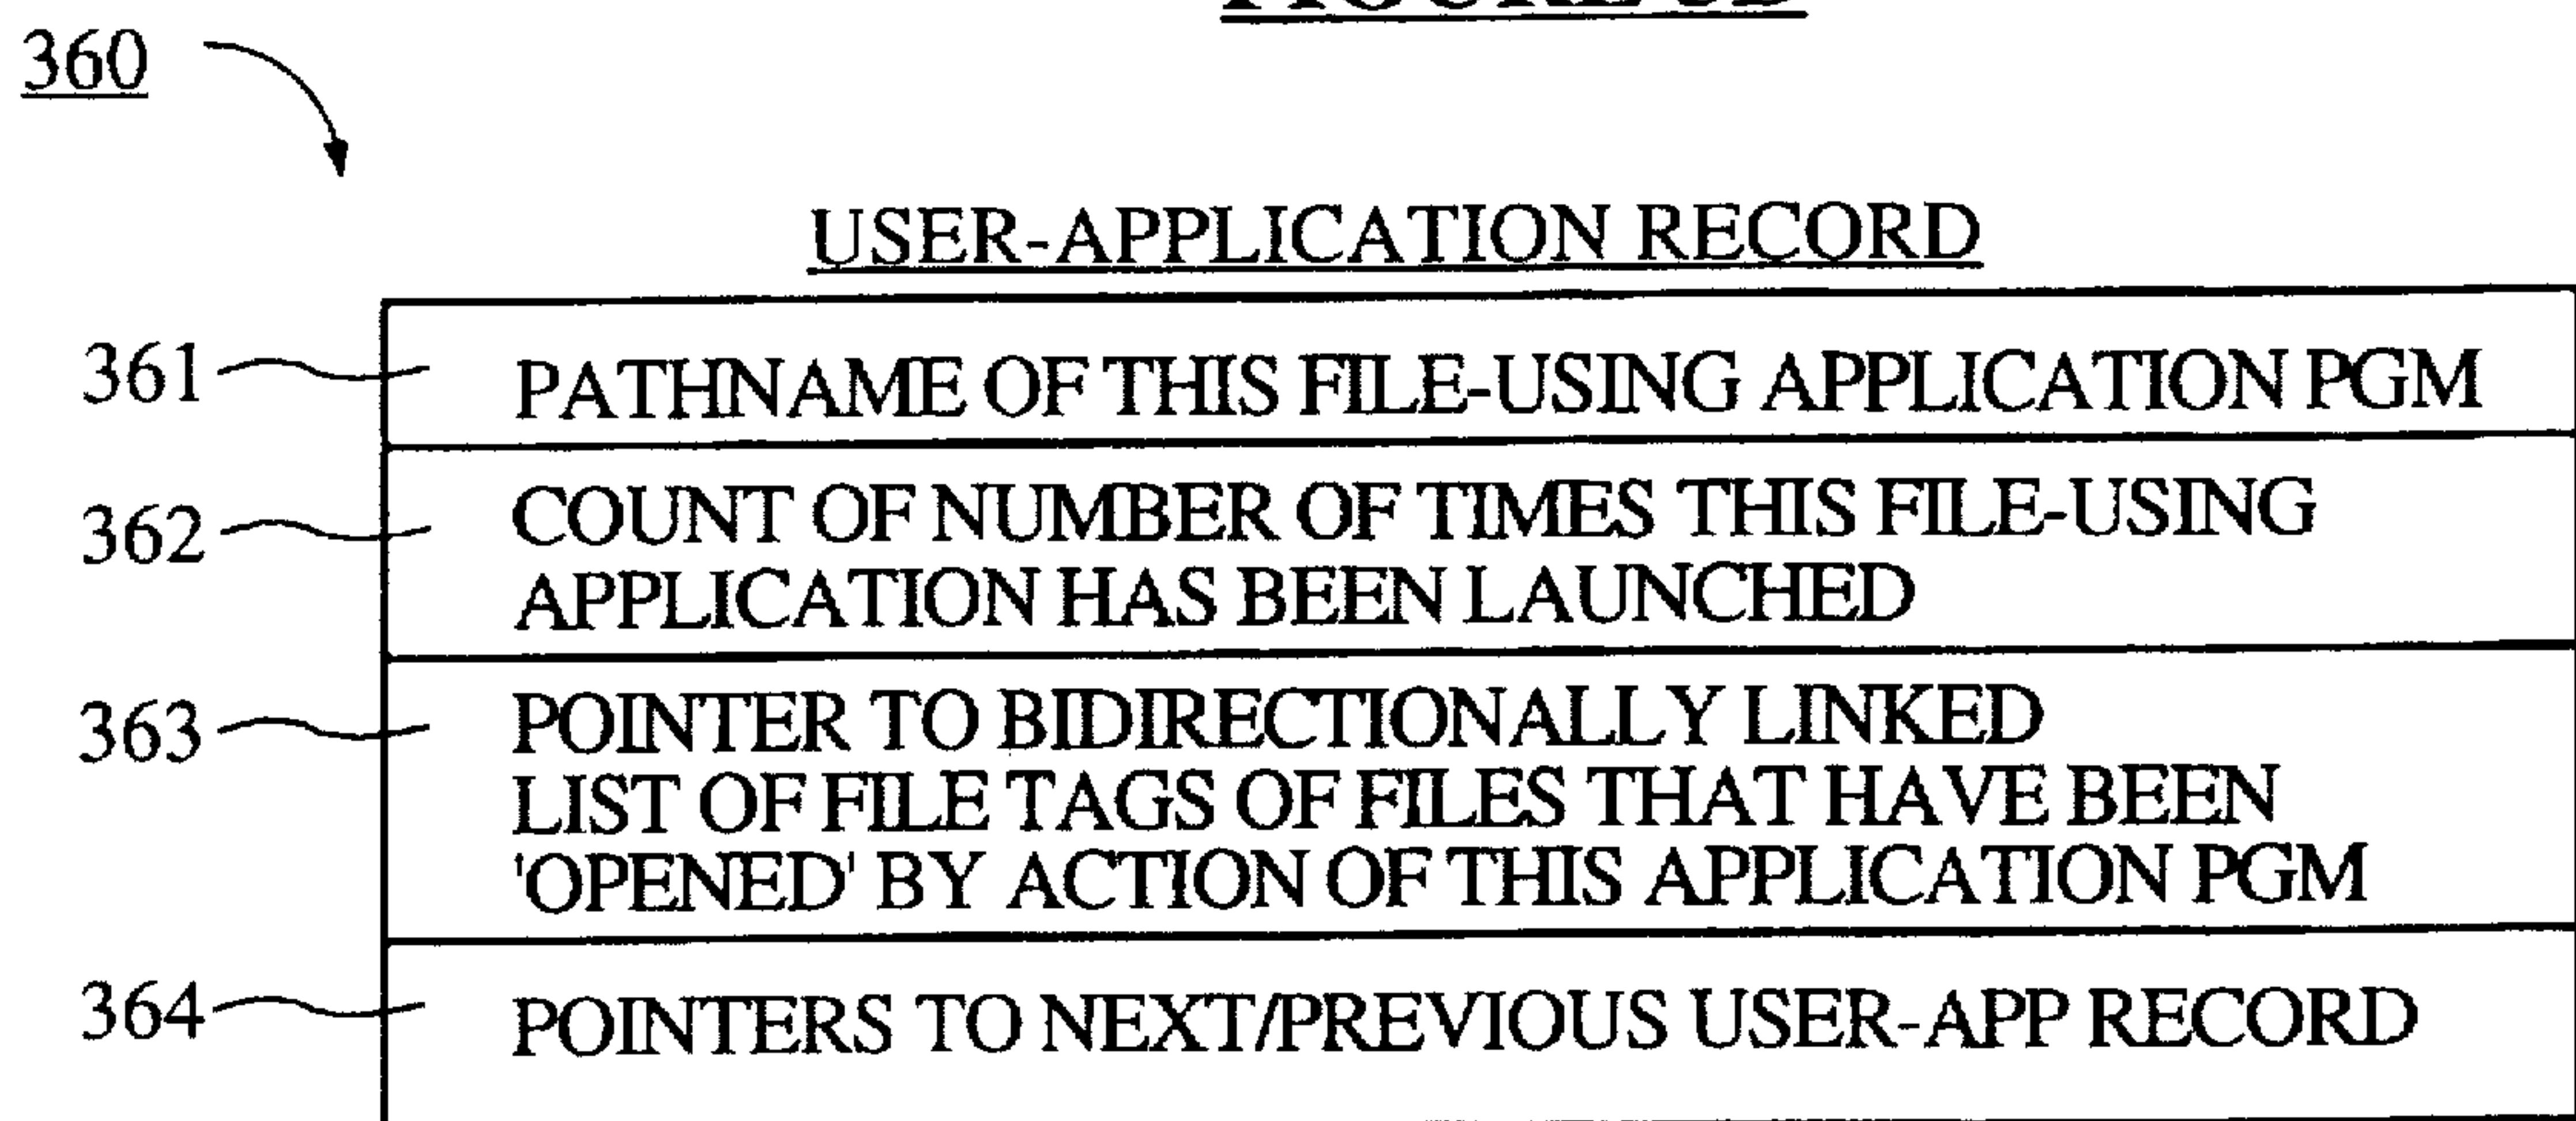 360
USER-APPLICATION RECORD
361 PATHNAME OF THIS FILE-USING APPLICATION PGM
362 COUNT OF NUMBER OF TIMES THIS FILE-USING
APPLICATION HAS BEEN LAUNCHED
363 POINTER TO BIDIRECTIONALLY LINKED
LIST OF FILE TAGS OF FILES THAT HAVE BEEN
'OPENED' BY ACTION OF THIS APPLICATION PGM
364 POINTERS TO NEXT/PREVIOUS USER-APP RECORD